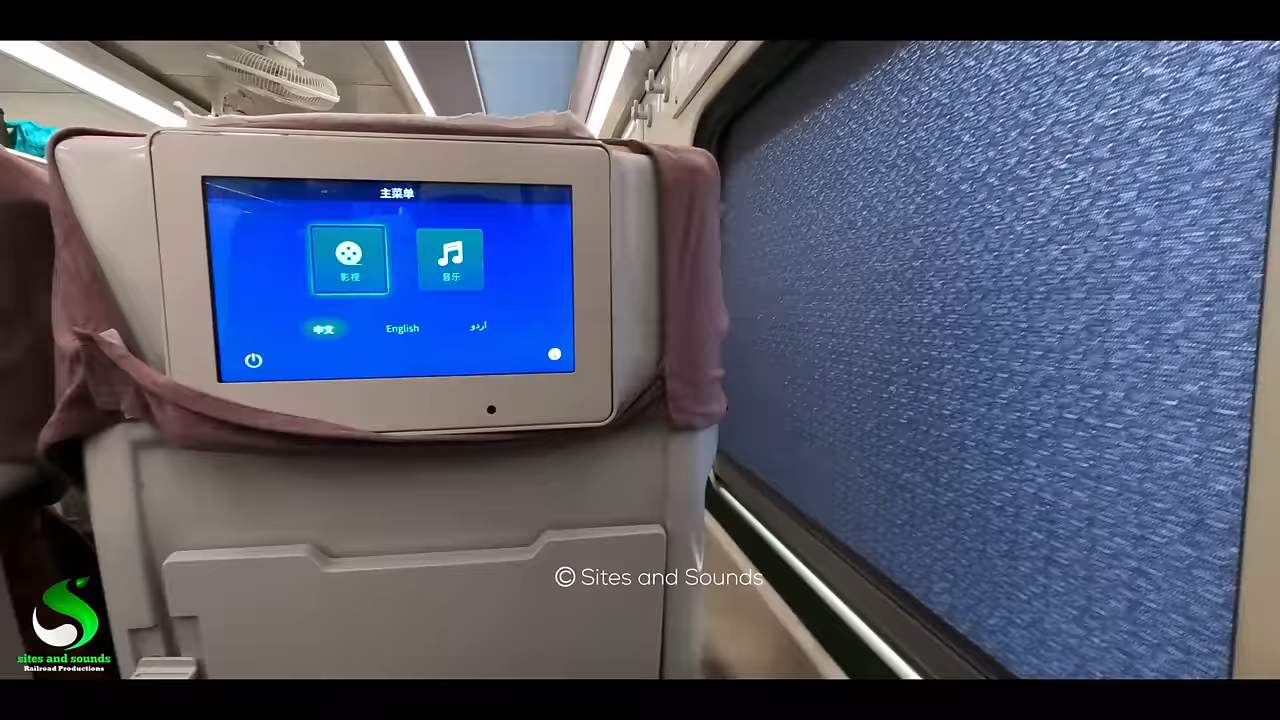 主菜单
影视 音乐
中文 English اردو
© Sites and Sounds
sites and sounds
Railroad Productions